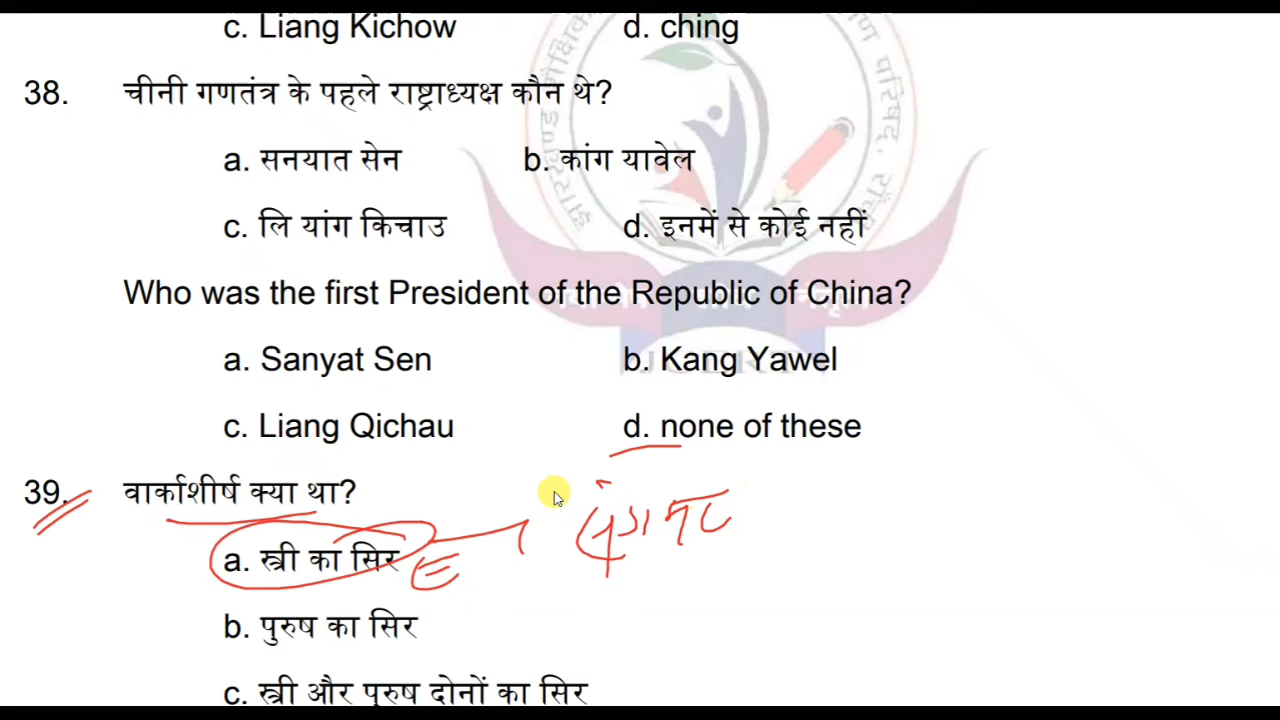 c. Liang Kichow d. ching
38. चीनी गणतंत्र के पहले राष्ट्राध्यक्ष कौन थे?
a. सनयात सेन b. कांग यावेल
c. लि यांग किचाउ d. इनमें से कोई नहीं
Who was the first President of the Republic of China?
a. Sanyat Sen b. Kang Yawel
c. Liang Qichau d. none of these
39. वार्काशीर्ष क्या था?
a. स्त्री का सिर
b. पुरुष का सिर
c. स्त्री और पुरुष दोनों का सिर